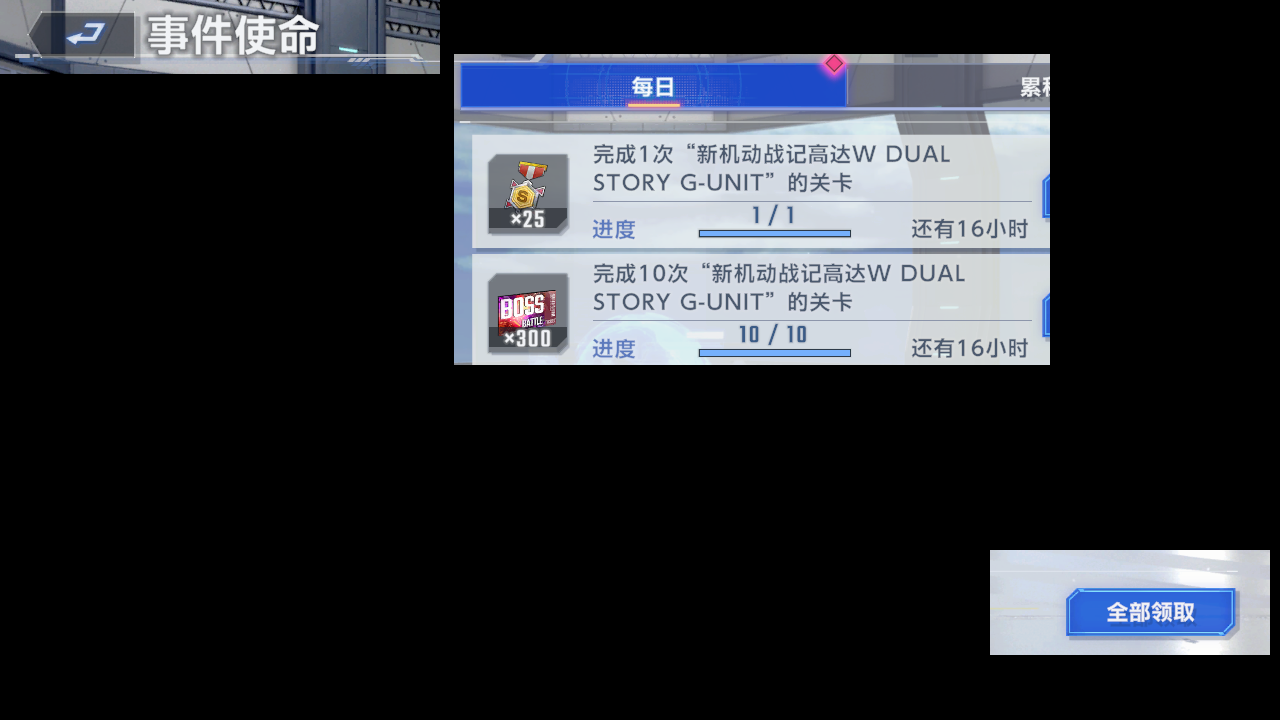 事件使命
每日
累积
完成1次“新机动战记高达W DUAL
STORY G-UNIT”的关卡
S
×25
1 / 1
进度
还有16小时
完成10次“新机动战记高达W DUAL
STORY G-UNIT”的关卡
BOSS
BATTLE
×300
10 / 10
进度
还有16小时
全部领取